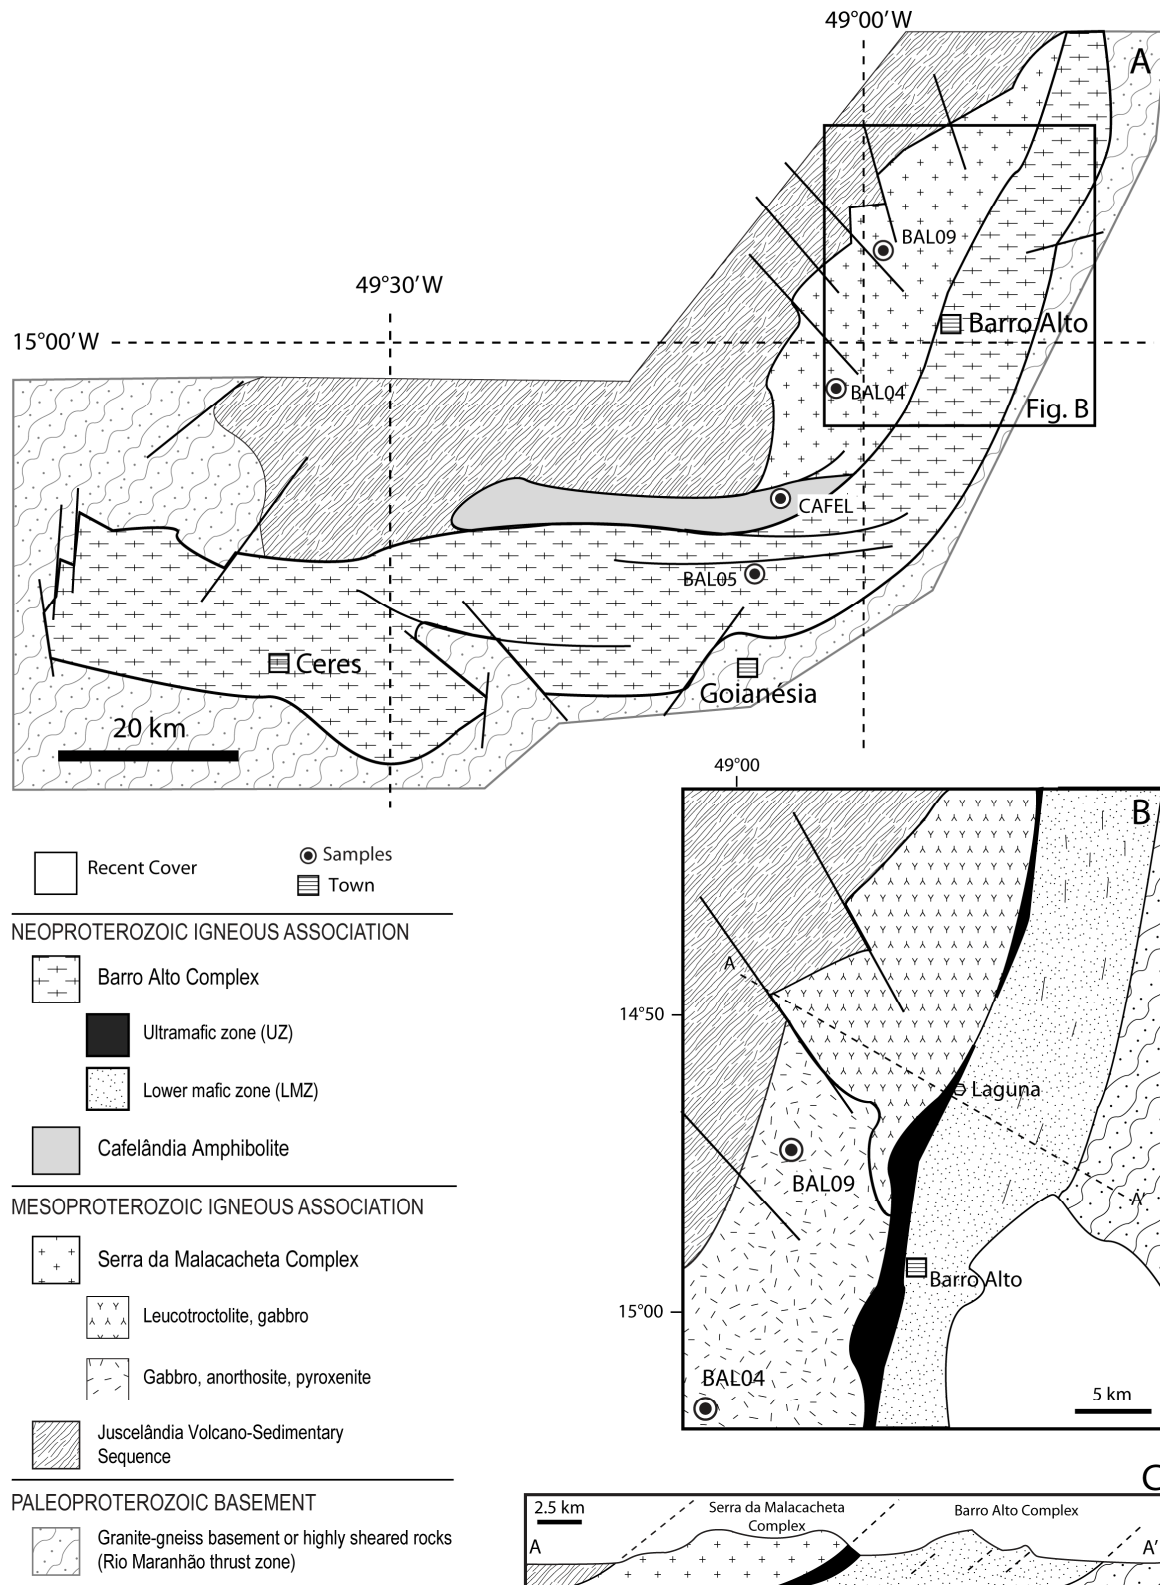 49°00' W
A
BAL09
49°30' W
15°00' W
Barro Alto
BAL04
Fig. B
CAFEL
BAL05
Ceres
Goianésia
20 km
49°00
B
A
14°50
Laguna
BAL09
A'
Barro Alto
15°00
BAL04
5 km
Recent Cover
Samples
Town
NEOPROTEROZOIC IGNEOUS ASSOCIATION
Barro Alto Complex
Ultramafic zone (UZ)
Lower mafic zone (LMZ)
Cafelândia Amphibolite
MESOPROTEROZOIC IGNEOUS ASSOCIATION
Serra da Malacacheta Complex
Leucotroctolite, gabbro
Gabbro, anorthosite, pyroxenite
Juscelândia Volcano-Sedimentary
Sequence
PALEOPROTEROZOIC BASEMENT
Granite-gneiss basement or highly sheared rocks
(Rio Maranhão thrust zone)
C
2.5 km
Serra da Malacacheta
Complex
Barro Alto Complex
A
A'